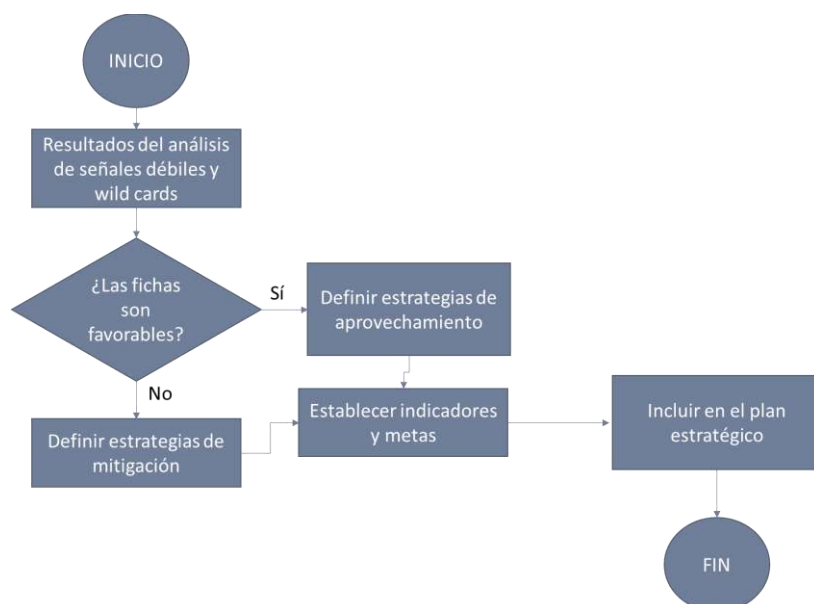 INICIO
Resultados del análisis
de señales débiles y
wild cards
¿Las fichas
son
favorables?
Sí
Definir estrategias de
aprovechamiento
No
Definir estrategias de
mitigación
Establecer indicadores
y metas
Incluir en el plan
estratégico
FIN